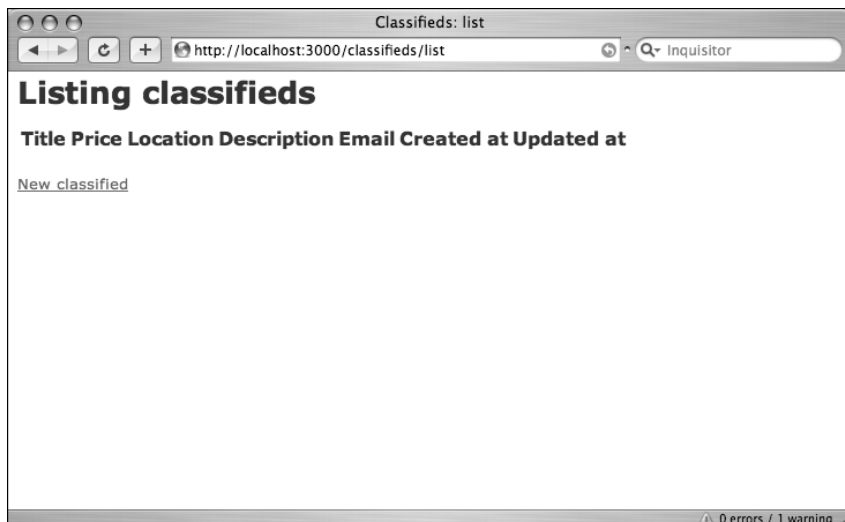 Classifieds: list
http://localhost:3000/classifieds/list
Inquisitor
Listing classifieds
Title Price Location Description Email Created at Updated at
New classified
0 errors / 1 warning